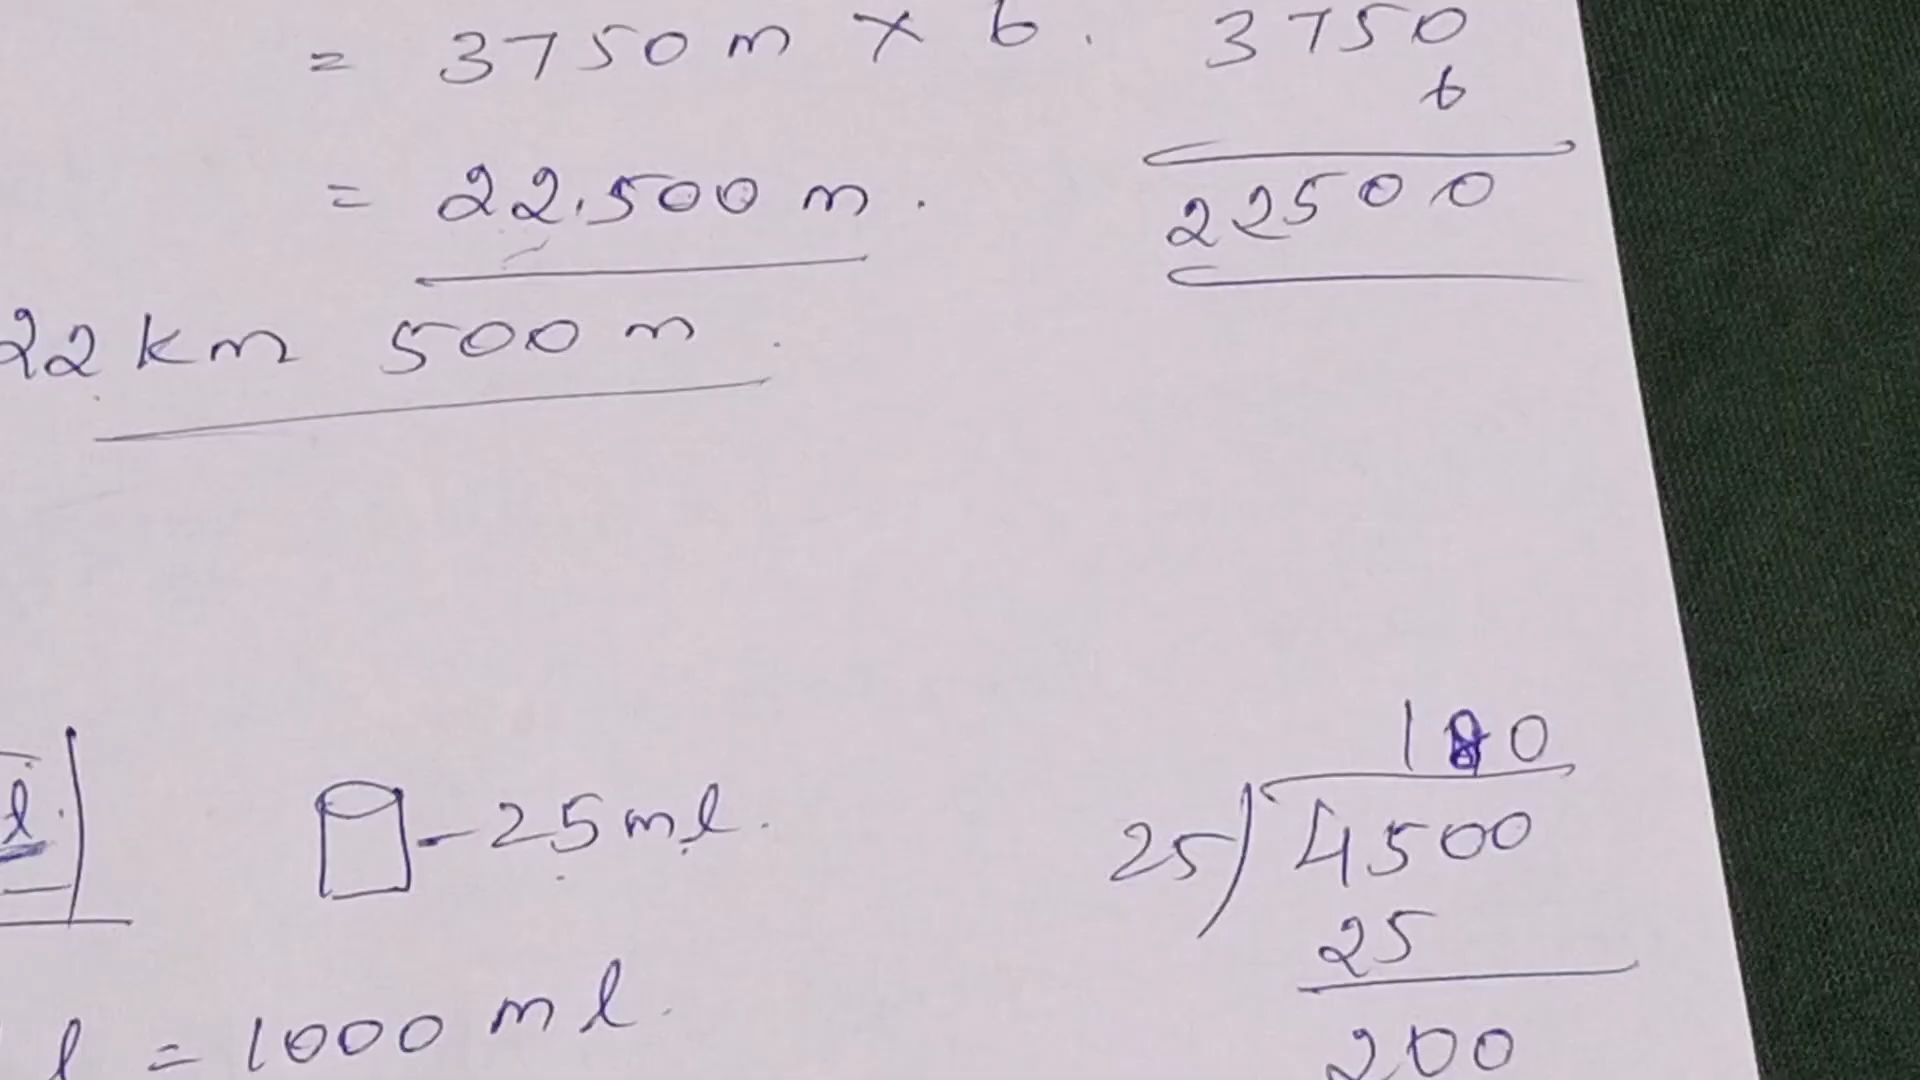 = 3750 m × 6.
3750
6
= 22,500 m.
22500
22 km 500 m.
180
l.
25 ml.
25) 4500
25
l = 1000 ml.
200